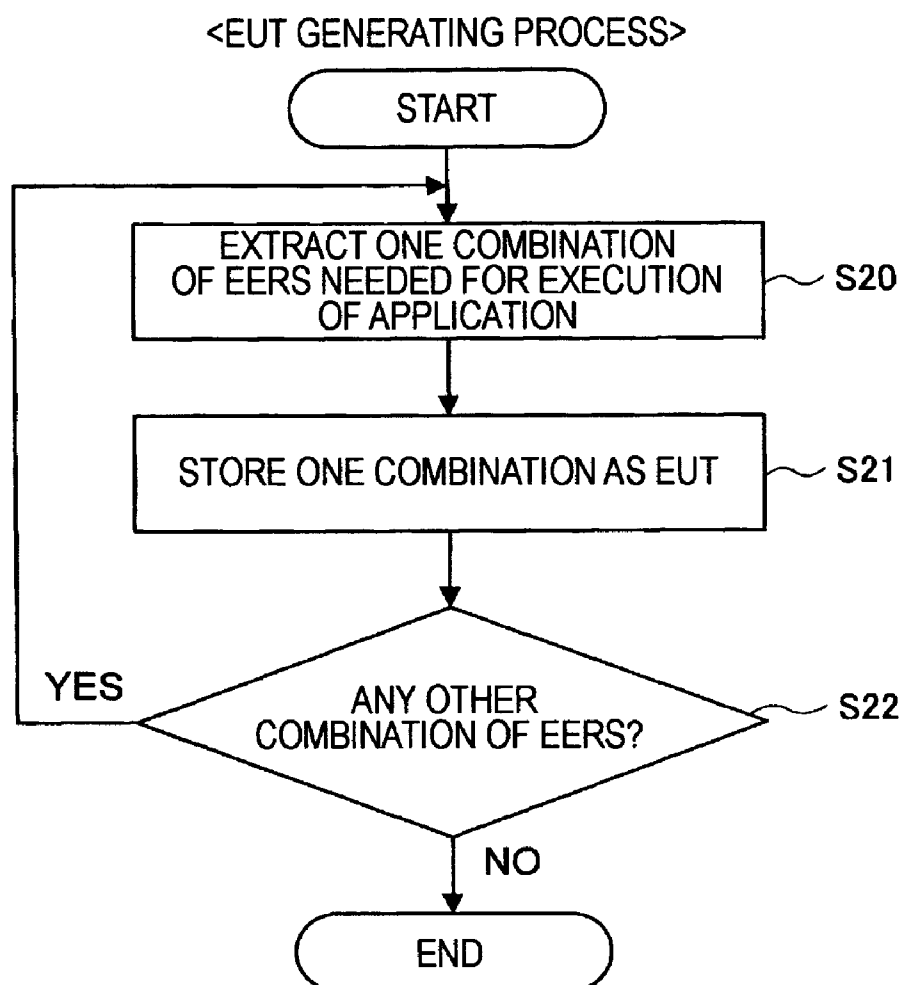 <EUT GENERATING PROCESS>
START
EXTRACT ONE COMBINATION
OF EERS NEEDED FOR EXECUTION
OF APPLICATION
S20
STORE ONE COMBINATION AS EUT
S21
ANY OTHER
COMBINATION OF EERS?
S22
YES
NO
END